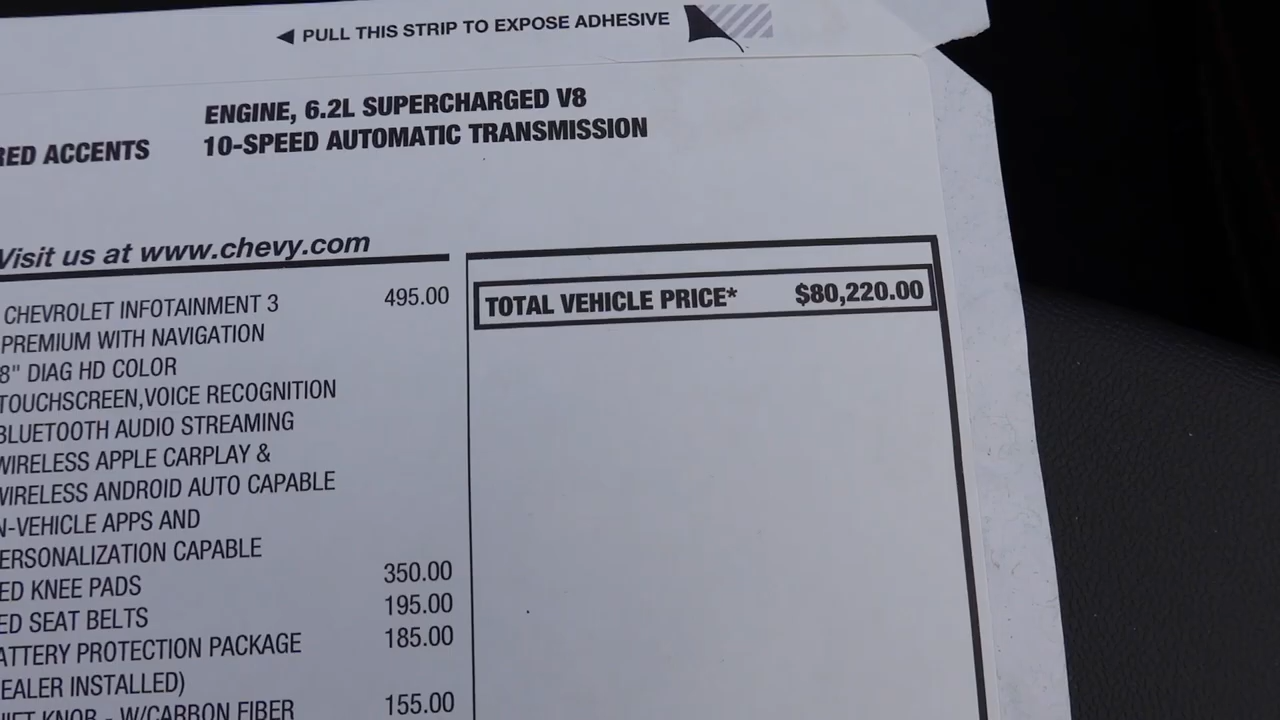 ◀ PULL THIS STRIP TO EXPOSE ADHESIVE
ENGINE, 6.2L SUPERCHARGED V8
RED ACCENTS 10-SPEED AUTOMATIC TRANSMISSION
Visit us at www.chevy.com
CHEVROLET INFOTAINMENT 3 495.00
PREMIUM WITH NAVIGATION
8" DIAG HD COLOR
TOUCHSCREEN,VOICE RECOGNITION
BLUETOOTH AUDIO STREAMING
WIRELESS APPLE CARPLAY &
WIRELESS ANDROID AUTO CAPABLE
N-VEHICLE APPS AND
ERSONALIZATION CAPABLE
ED KNEE PADS 350.00
ED SEAT BELTS 195.00
ATTERY PROTECTION PACKAGE 185.00
EALER INSTALLED)
KNOB - W/CARBON FIBER 155.00
TOTAL VEHICLE PRICE* $80,220.00